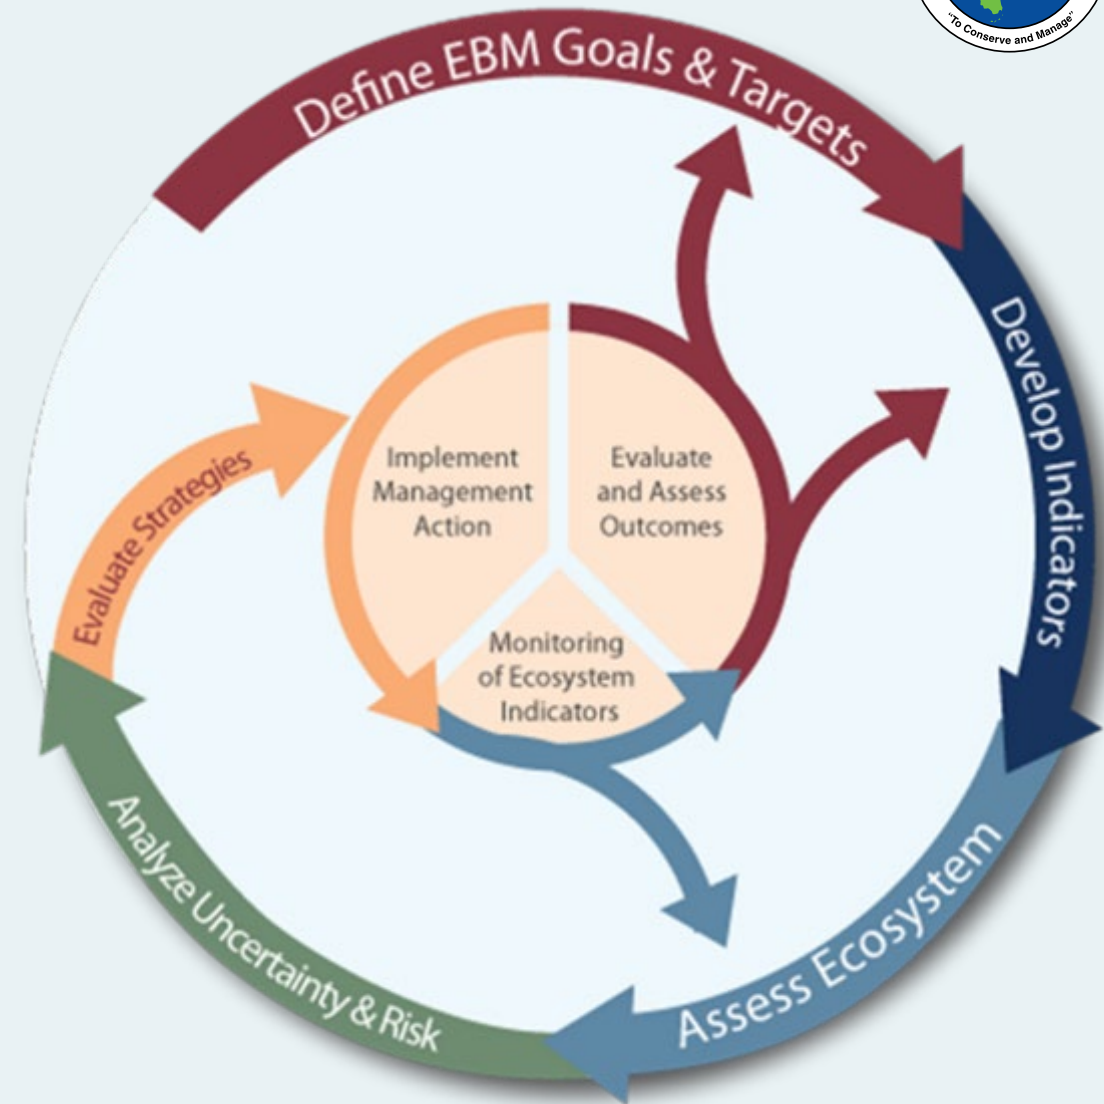 "To Conserve and Manage"
Define EBM Goals & Targets
Develop Indicators
Assess Ecosystem
Analyze Uncertainty & Risk
Evaluate Strategies
Implement
Management
Action
Evaluate
and Assess
Outcomes
Monitoring
of Ecosystem
Indicators